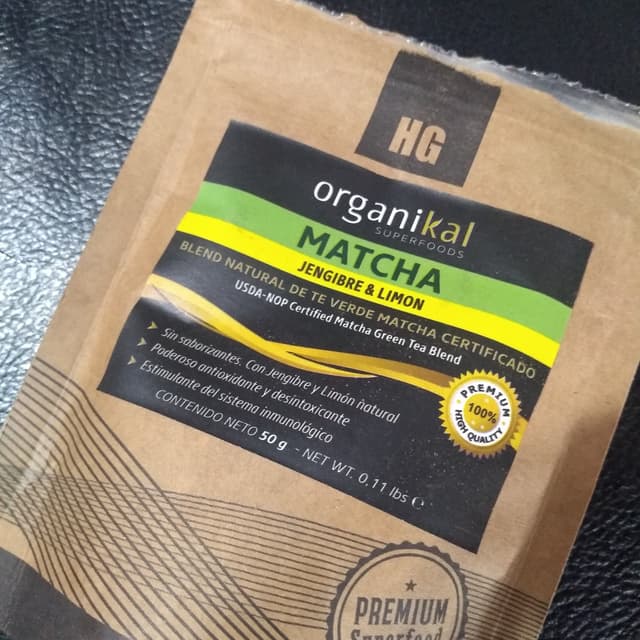 HG
organikal
SUPERFOODS
MATCHA
JENGIBRE & LIMON
BLEND NATURAL DE TE VERDE MATCHA CERTIFICADO
USDA-NOP Certified Matcha Green Tea Blend
Sin saborizantes. Con Jengibre y Limón natural
Poderoso antioxidante y desintoxicante
Estimulante del sistema inmunológico
CONTENIDO NETO 50 g - NET WT. 0.11 lbs ℮
PREMIUM
100%
HIGH QUALITY
PREMIUM
Superfood